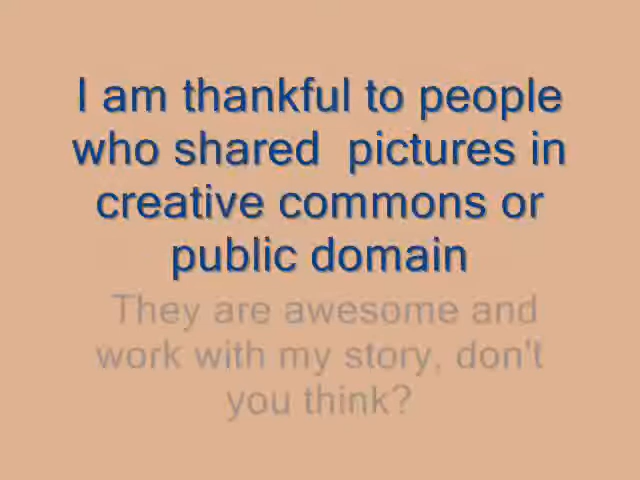 I am thankful to people
who shared  pictures in
creative commons or
public domain
They are awesome and
work with my story, don't
you think?